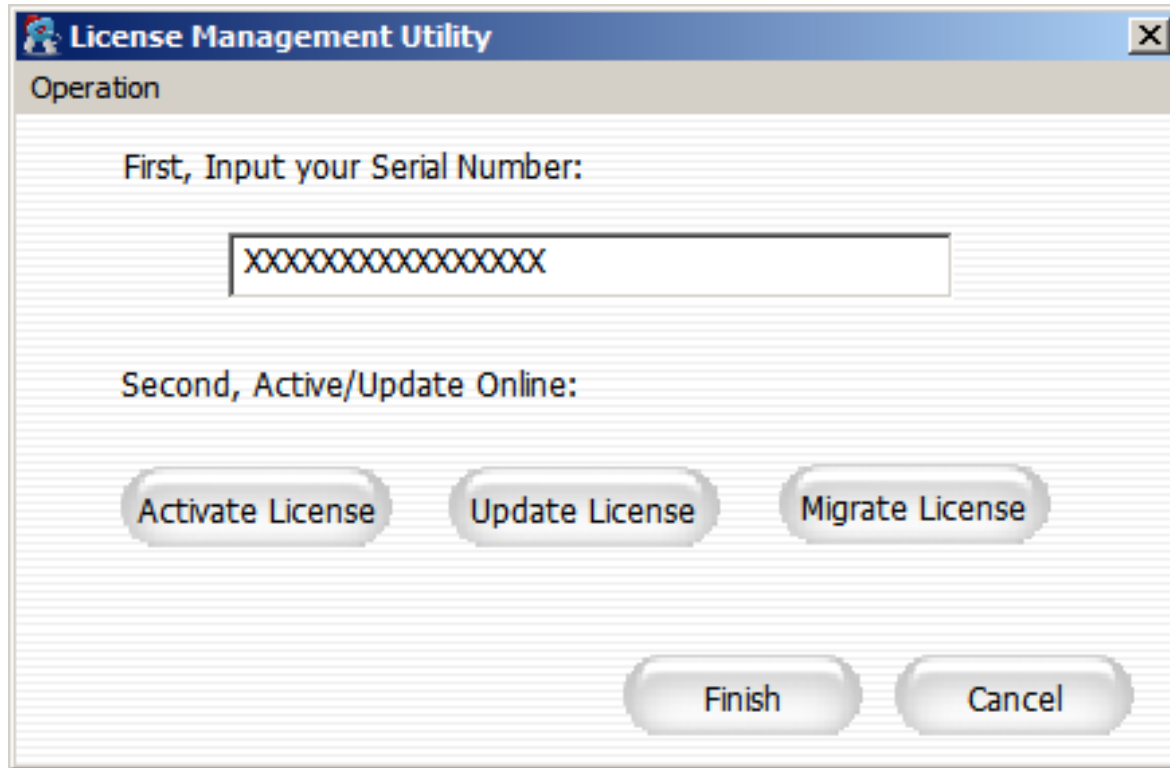 License Management Utility
Operation
First, Input your Serial Number:
XXXXXXXXXXXXXXXX
Second, Active/Update Online:
Activate License Update License Migrate License
Finish Cancel